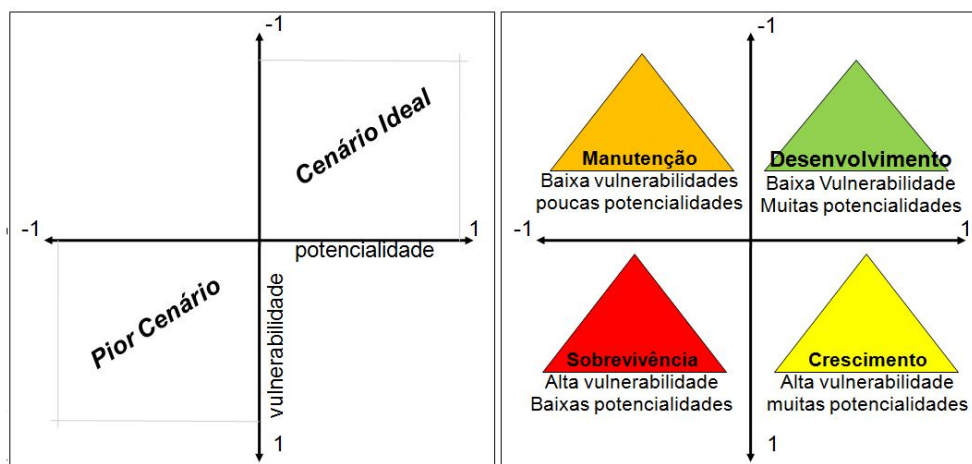 -1
Cenário Ideal
-1
1
potencialidade
Pior Cenário
vulnerabilidade
1
-1
Manutenção
Baixa vulnerabilidades
poucas potencialidades
Desenvolvimento
Baixa Vulnerabilidade
Muitas potencialidades
-1
1
Sobrevivência
Alta vulnerabilidade
Baixas potencialidades
Crescimento
Alta vulnerabilidade
muitas potencialidades
1